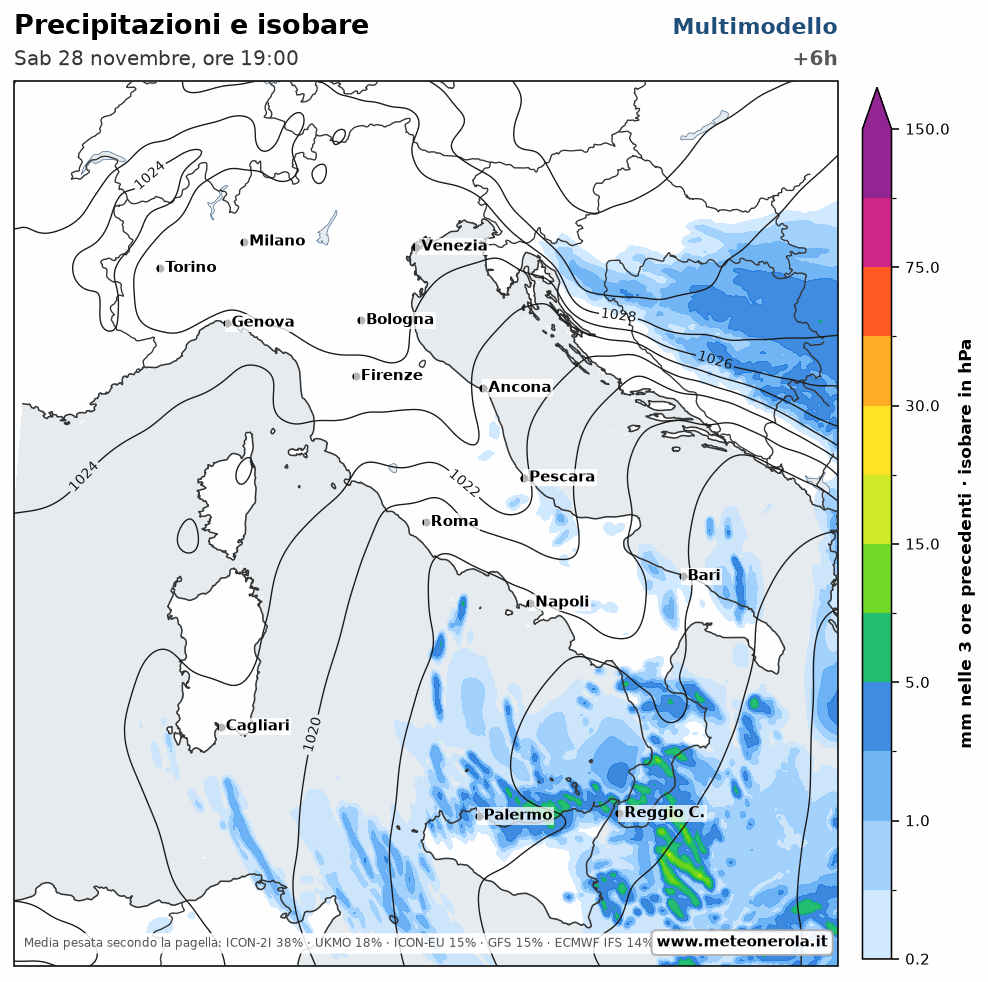 Precipitazioni e isobare
Multimodello
Sab 28 novembre, ore 19:00
+6h
150.0
1024
Venezia
Milano
Torino
75.0
1028
Genova
Bologna
1026
Firenze
Ancona
30.0
1024
1022
Pescara
Roma
15.0
Bari
Napoli
5.0
Cagliari
1020
Palermo
Reggio C.
1.0
Media pesata secondo la pagella: ICON-2I 38% · UKMO 18% · ICON-EU 15% · GFS 15% · ECMWF IFS 14%
www.meteonerola.it
0.2
mm nelle 3 ore precedenti · isobare in hPa